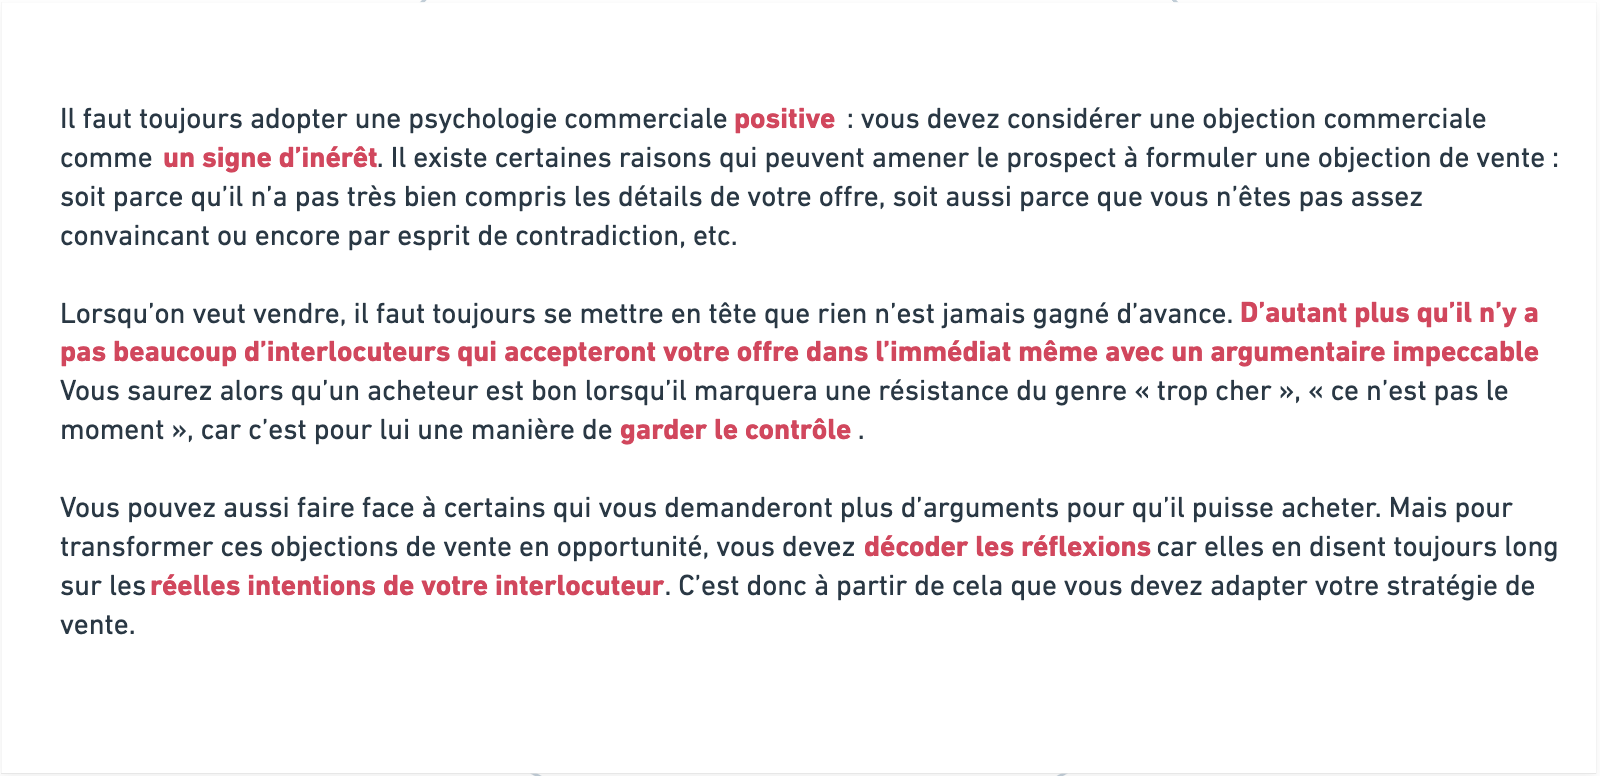 Il faut toujours adopter une psychologie commerciale positive : vous devez considérer une objection commerciale
comme un signe d’inérêt. Il existe certaines raisons qui peuvent amener le prospect à formuler une objection de vente :
soit parce qu’il n’a pas très bien compris les détails de votre offre, soit aussi parce que vous n’êtes pas assez
convaincant ou encore par esprit de contradiction, etc.
Lorsqu’on veut vendre, il faut toujours se mettre en tête que rien n’est jamais gagné d’avance. D’autant plus qu’il n’y a
pas beaucoup d’interlocuteurs qui accepteront votre offre dans l’immédiat même avec un argumentaire impeccable
Vous saurez alors qu’un acheteur est bon lorsqu’il marquera une résistance du genre « trop cher », « ce n’est pas le
moment », car c’est pour lui une manière de garder le contrôle .
Vous pouvez aussi faire face à certains qui vous demanderont plus d’arguments pour qu’il puisse acheter. Mais pour
transformer ces objections de vente en opportunité, vous devez décoder les réflexions car elles en disent toujours long
sur les réelles intentions de votre interlocuteur. C’est donc à partir de cela que vous devez adapter votre stratégie de
vente.